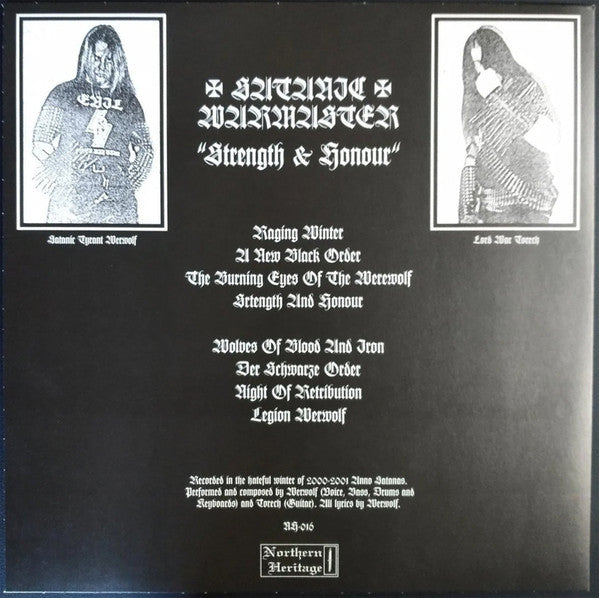 EVIL
✠ SATANIC ✠
WARMASTER
"Strength & Honour"
Satanic Tyrant Werwolf
Lord War Torech
Raging Winter
A New Black Order
The Burning Eyes Of The Werewolf
Srtength And Honour
Wolves Of Blood And Iron
Der Schwarze Order
Night Of Retribution
Legion Werwolf
Recorded in the hateful winter of 2000-2001 Anno Satanas.
Performed and composed by Werwolf (Voice, Bass, Drums and
Keyboards) and Torech (Guitar). All lyrics by Werwolf.
NH-016
Northern
Heritage